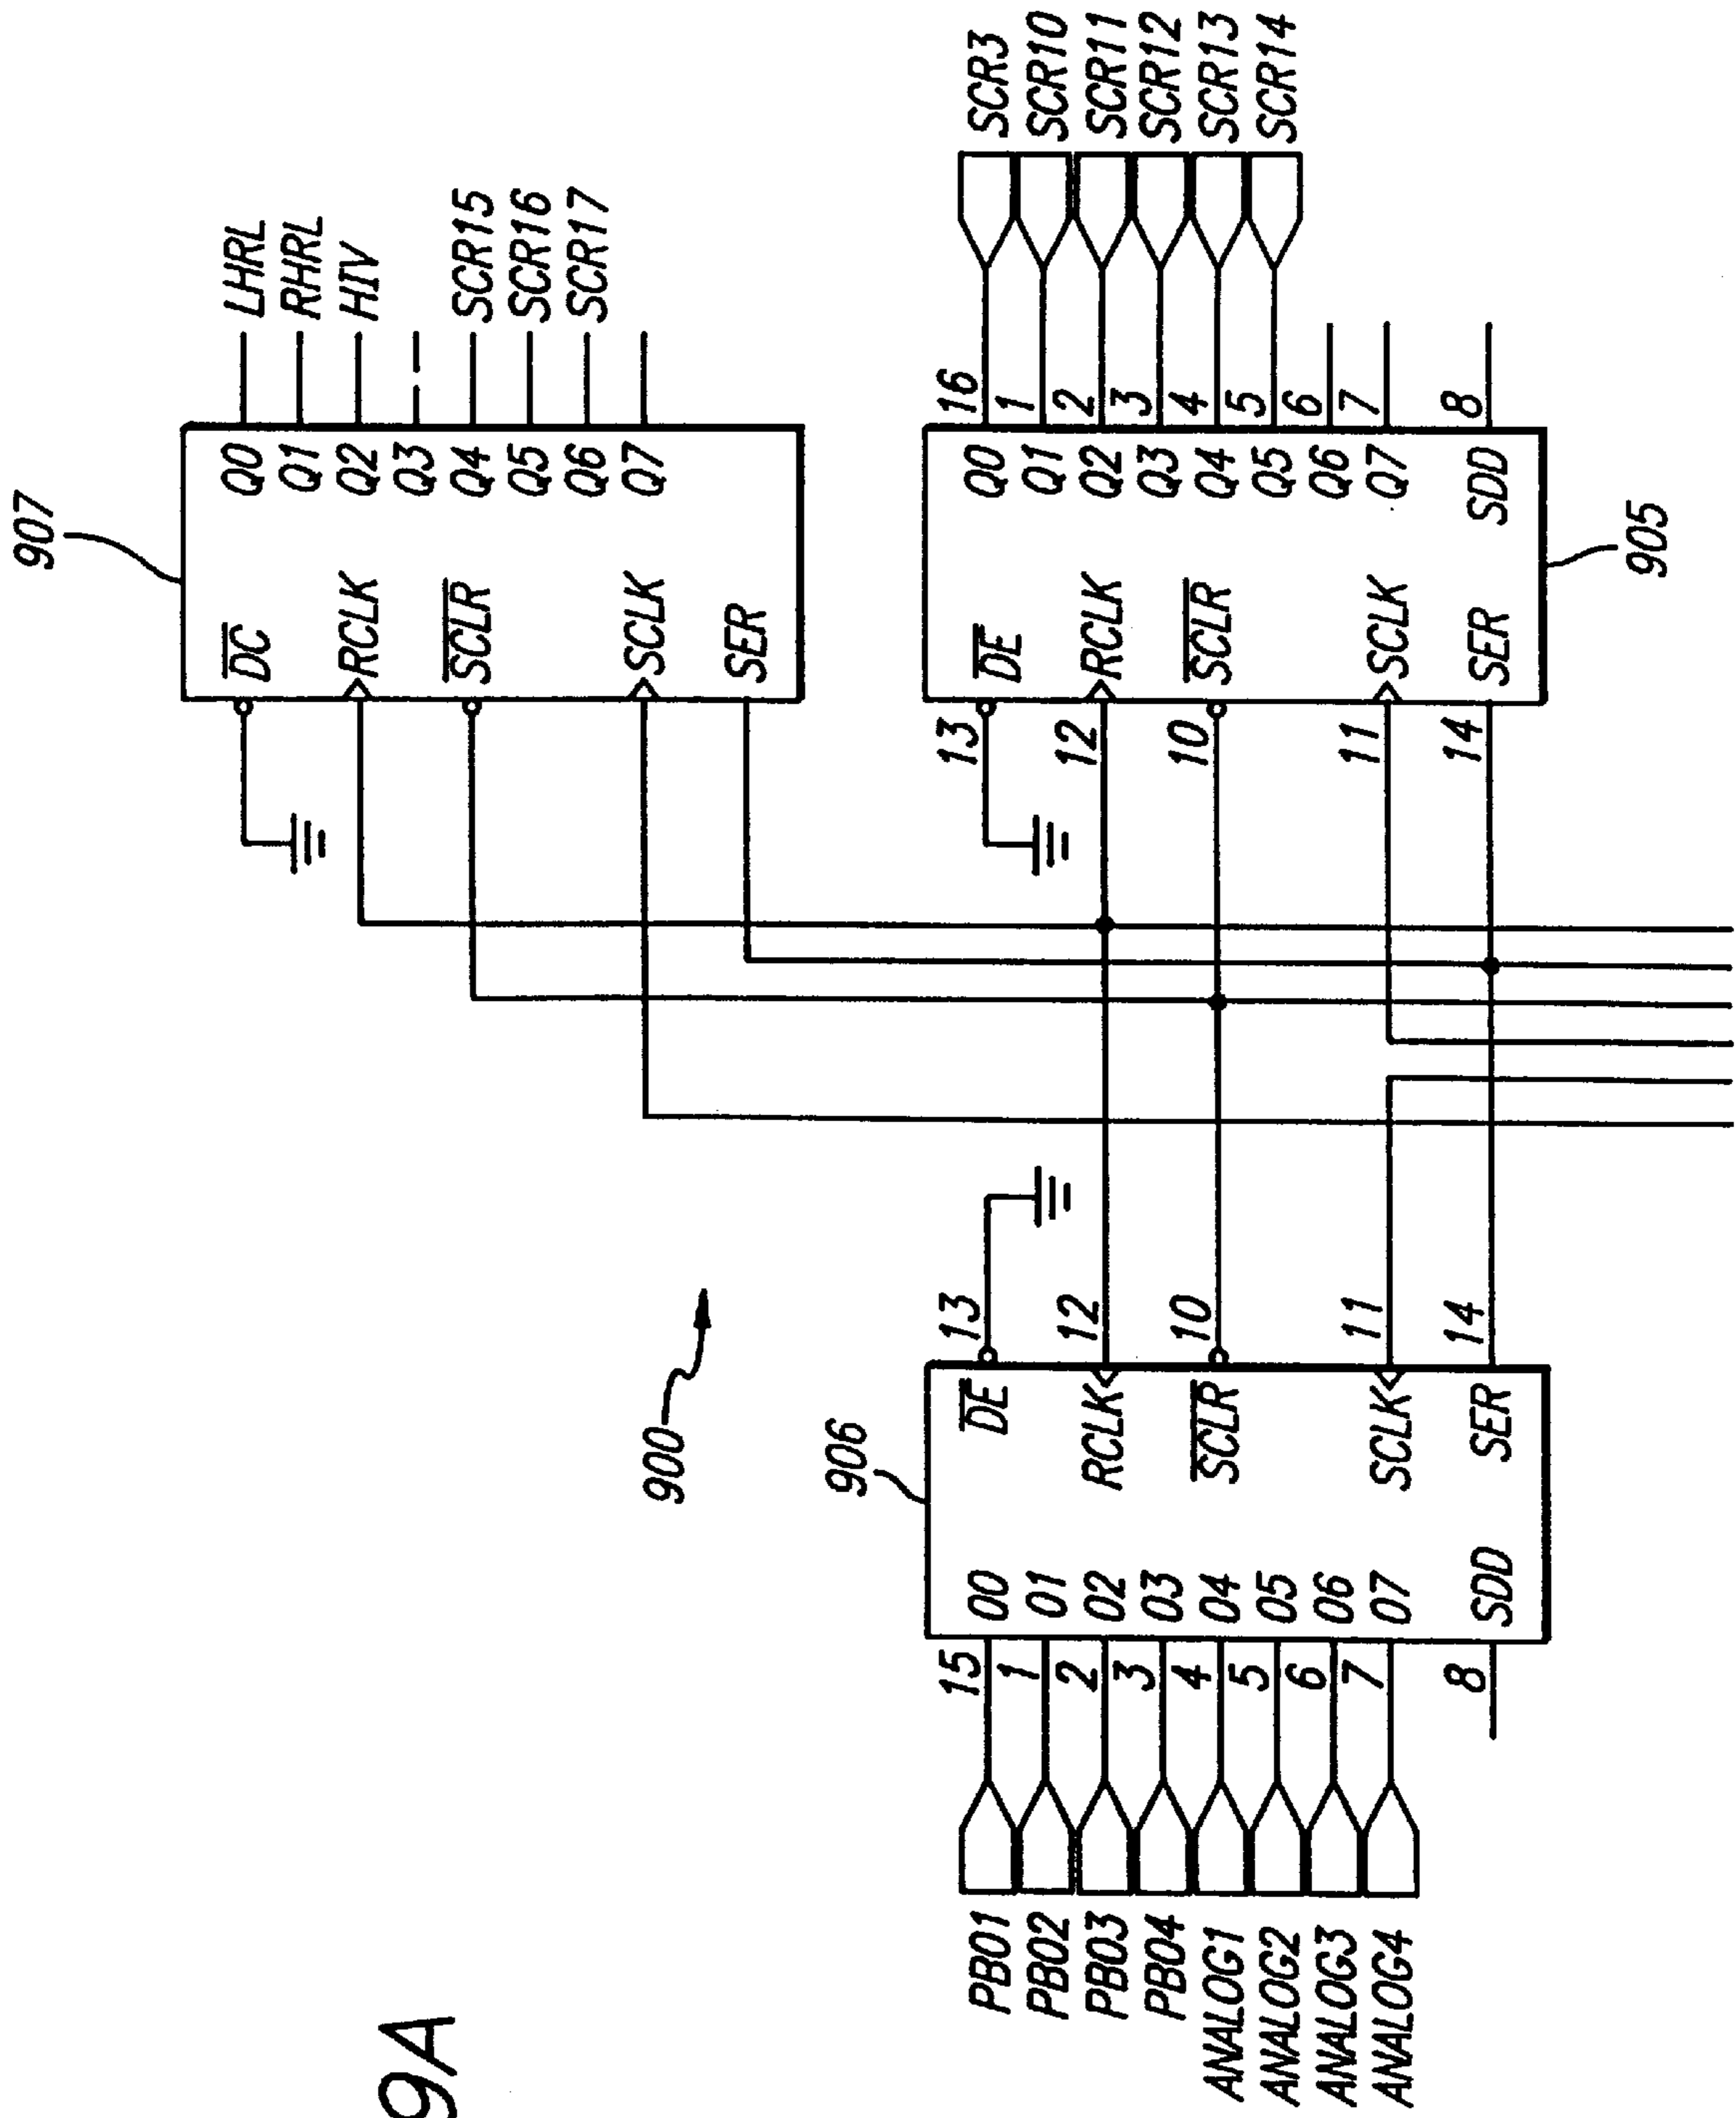 9A
900
907
DC
RCLK
SCLR
SCLK
SER
Q0
Q1
Q2
Q3
Q4
Q5
Q6
Q7
LHRL
RHRL
HIV
SCR15
SCR16
SCR17
906
PB01
PB02
PB03
PB04
ANALOG1
ANALOG2
ANALOG3
ANALOG4
15
1
2
3
4
5
6
7
8
00
01
02
03
04
05
06
07
SDD
DE
RCLK
SCLR
SCLK
SER
13
12
10
11
14
13
12
10
11
14
DE
RCLK
SCLR
SCLK
SER
Q0
Q1
Q2
Q3
Q4
Q5
Q6
Q7
SDD
16
1
2
3
4
5
6
7
8
SCR3
SCR10
SCR11
SCR12
SCR13
SCR14
905